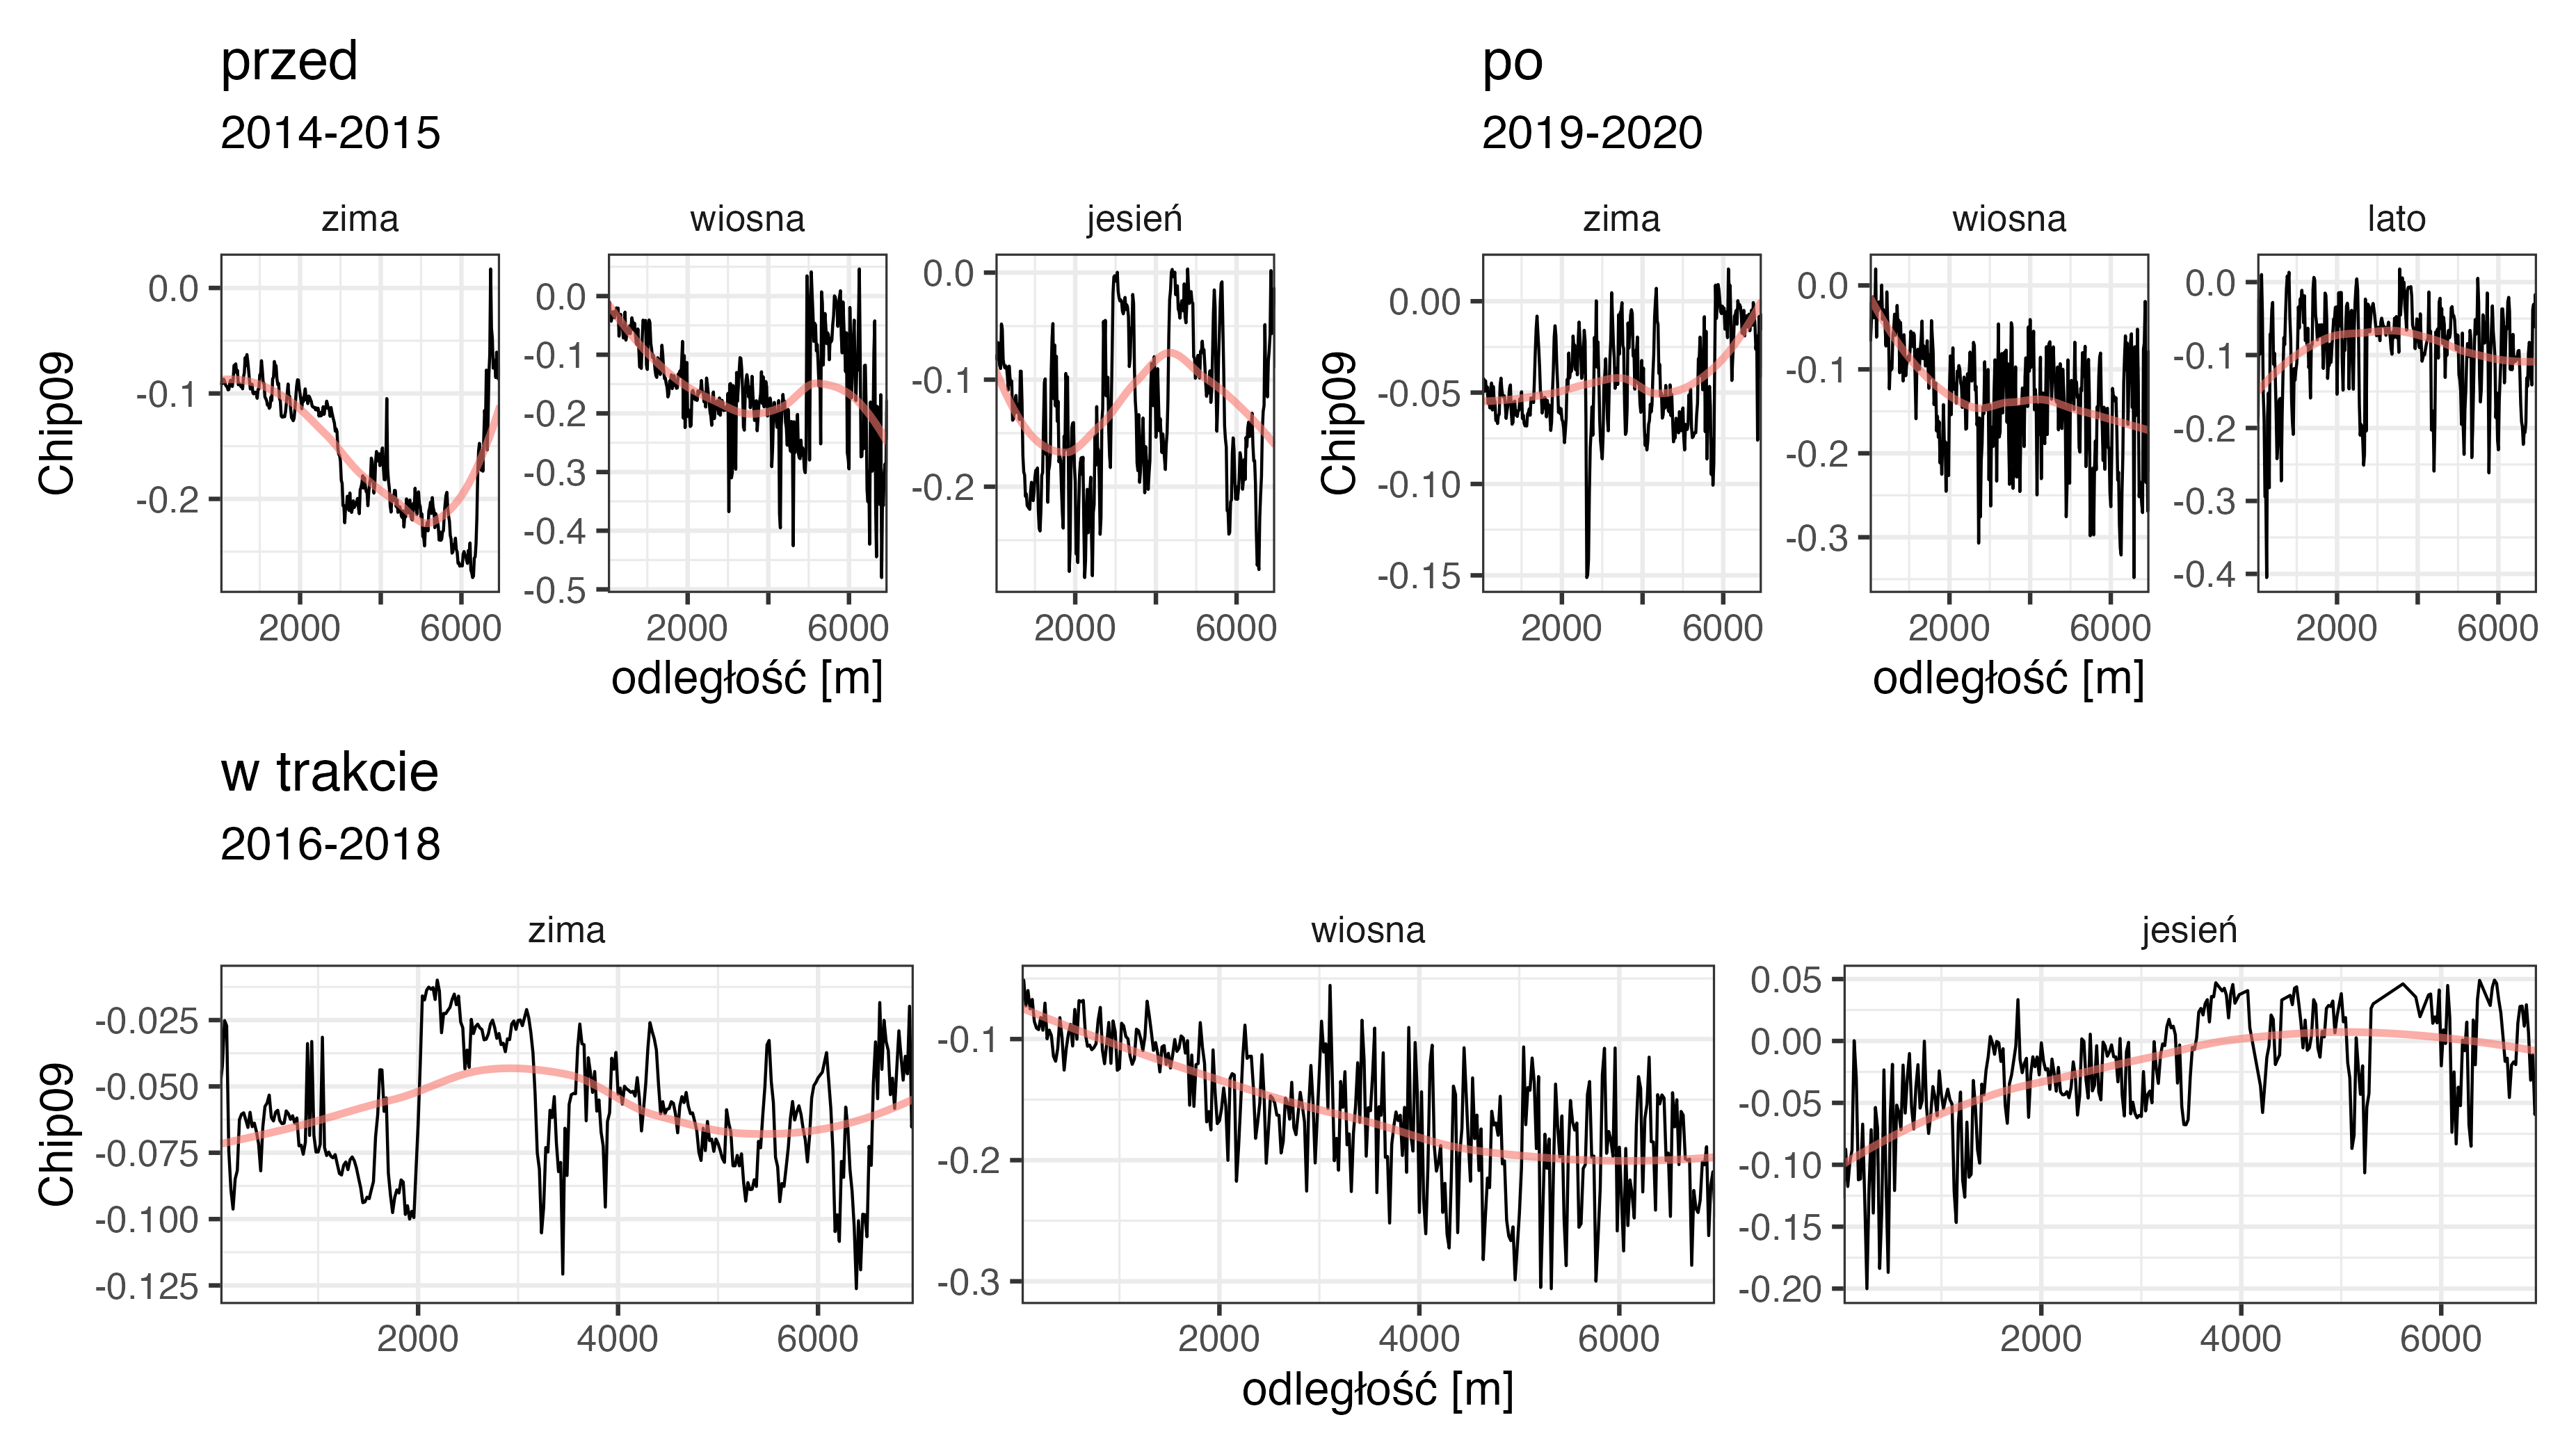 przed
2014-2015
zima
wiosna
jesień
Chip09
0.0
-0.1
-0.2
0.0
-0.1
-0.2
-0.3
-0.4
-0.5
0.0
-0.1
-0.2
2000 6000
2000 6000
2000 6000
odległość [m]
po
2019-2020
zima
wiosna
lato
Chip09
0.00
-0.05
-0.10
-0.15
0.0
-0.1
-0.2
-0.3
0.0
-0.1
-0.2
-0.3
-0.4
2000 6000
2000 6000
2000 6000
odległość [m]
w trakcie
2016-2018
zima
wiosna
jesień
Chip09
-0.025
-0.050
-0.075
-0.100
-0.125
-0.1
-0.2
-0.3
0.05
0.00
-0.05
-0.10
-0.15
-0.20
2000 4000 6000
2000 4000 6000
2000 4000 6000
odległość [m]